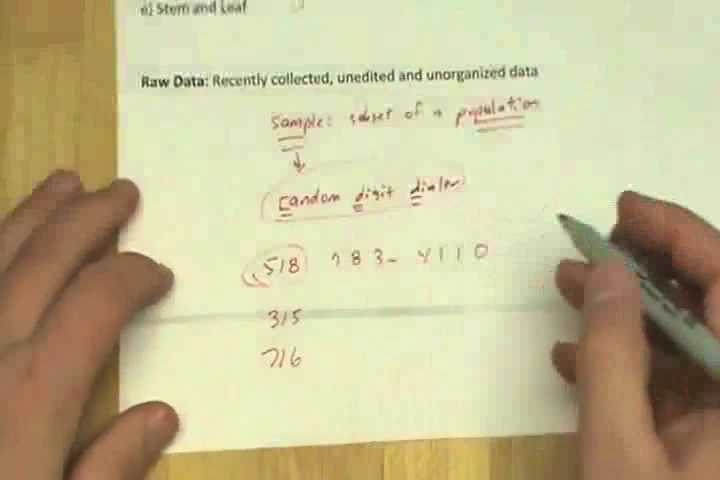 e) Stem and Leaf
Raw Data: Recently collected, unedited and unorganized data
Sample: subset of a population
random digit dialer
518 783-4110
315
716